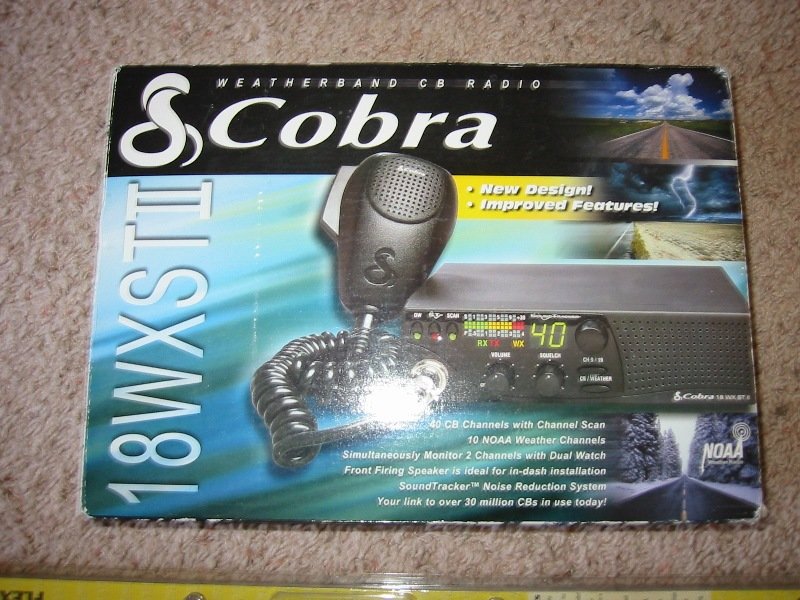 WEATHERBAND CB RADIO
Cobra
18WXSTII
• New Design!
• Improved Features!
DW
SCAN
RX TX WX
40
VOLUME
SQUELCH
CH 9 / 19
CB / WEATHER
Cobra 18 WX ST II
40 CB Channels with Channel Scan
10 NOAA Weather Channels
Simultaneously Monitor 2 Channels with Dual Watch
Front Firing Speaker is ideal for in-dash installation
SoundTracker™ Noise Reduction System
Your link to over 30 million CBs in use today!
NOAA
FLEX